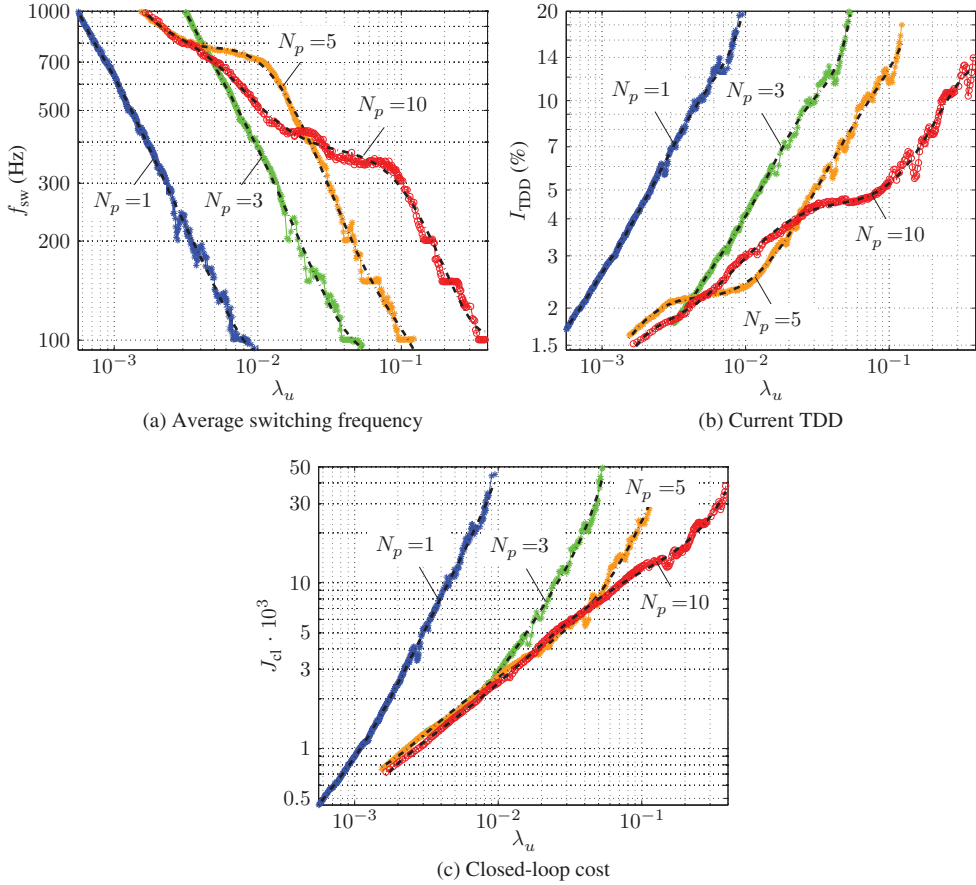 1000
700
500
300
200
100
f_sw (Hz)
N_p = 5
N_p = 10
N_p = 1
N_p = 3
10^−3
10^−2
10^−1
λ_u
(a) Average switching frequency
20
14
10
7
5
4
3
2
1.5
I_TDD (%)
N_p = 1
N_p = 3
N_p = 10
N_p = 5
10^−3
10^−2
10^−1
λ_u
(b) Current TDD
50
30
10
5
3
1
0.5
J_cl · 10^3
N_p = 5
N_p = 1
N_p = 3
N_p = 10
10^−3
10^−2
10^−1
λ_u
(c) Closed-loop cost